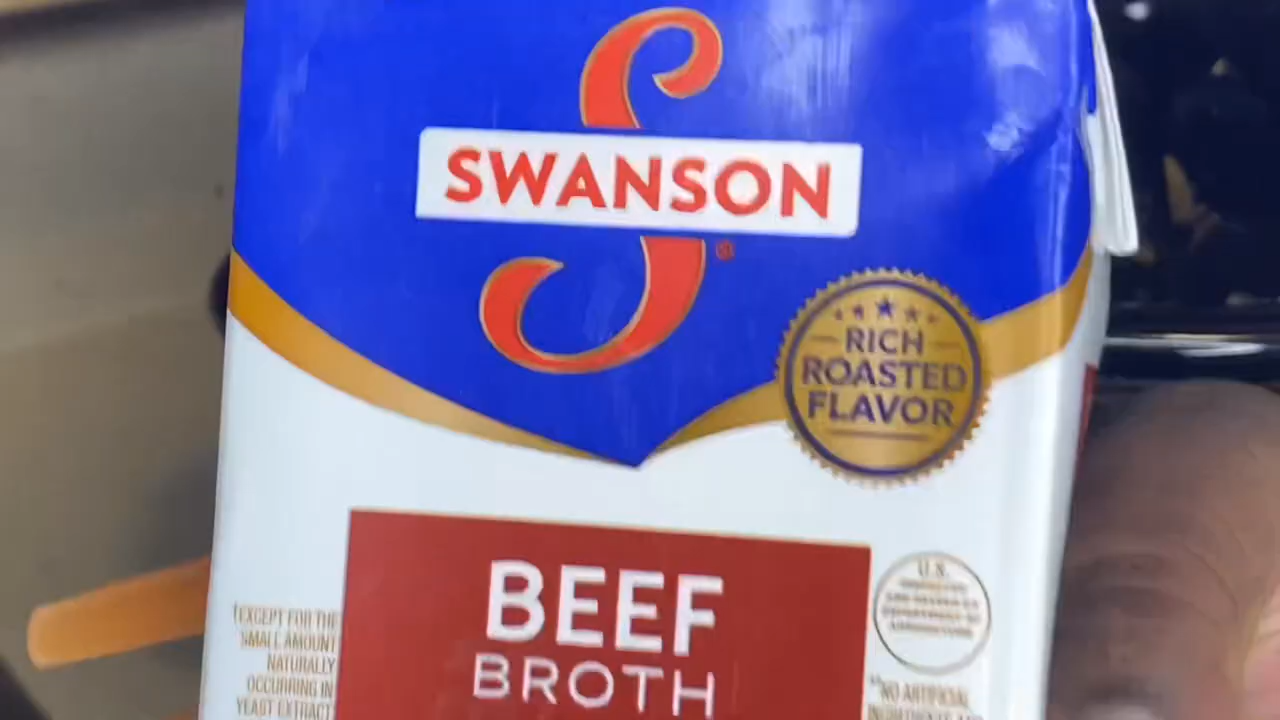 SWANSON
®
RICH
ROASTED
FLAVOR
BEEF
BROTH
U.S.
†EXCEPT FOR THE
SMALL AMOUNT
NATURALLY
OCCURRING IN
YEAST EXTRACT
NO ARTIFICIAL